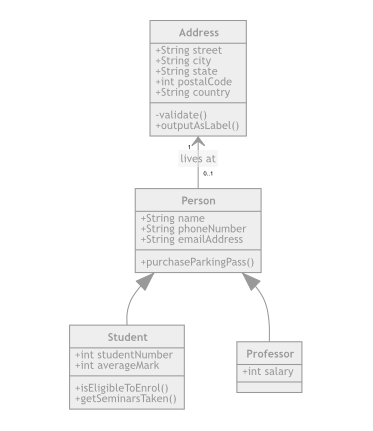 Address
+String street
+String city
+String state
+int postalCode
+String country
-validate()
+outputAsLabel()
1
lives at
0..1
Person
+String name
+String phoneNumber
+String emailAddress
+purchaseParkingPass()
Student
+int studentNumber
+int averageMark
+isEligibleToEnrol()
+getSeminarsTaken()
Professor
+int salary